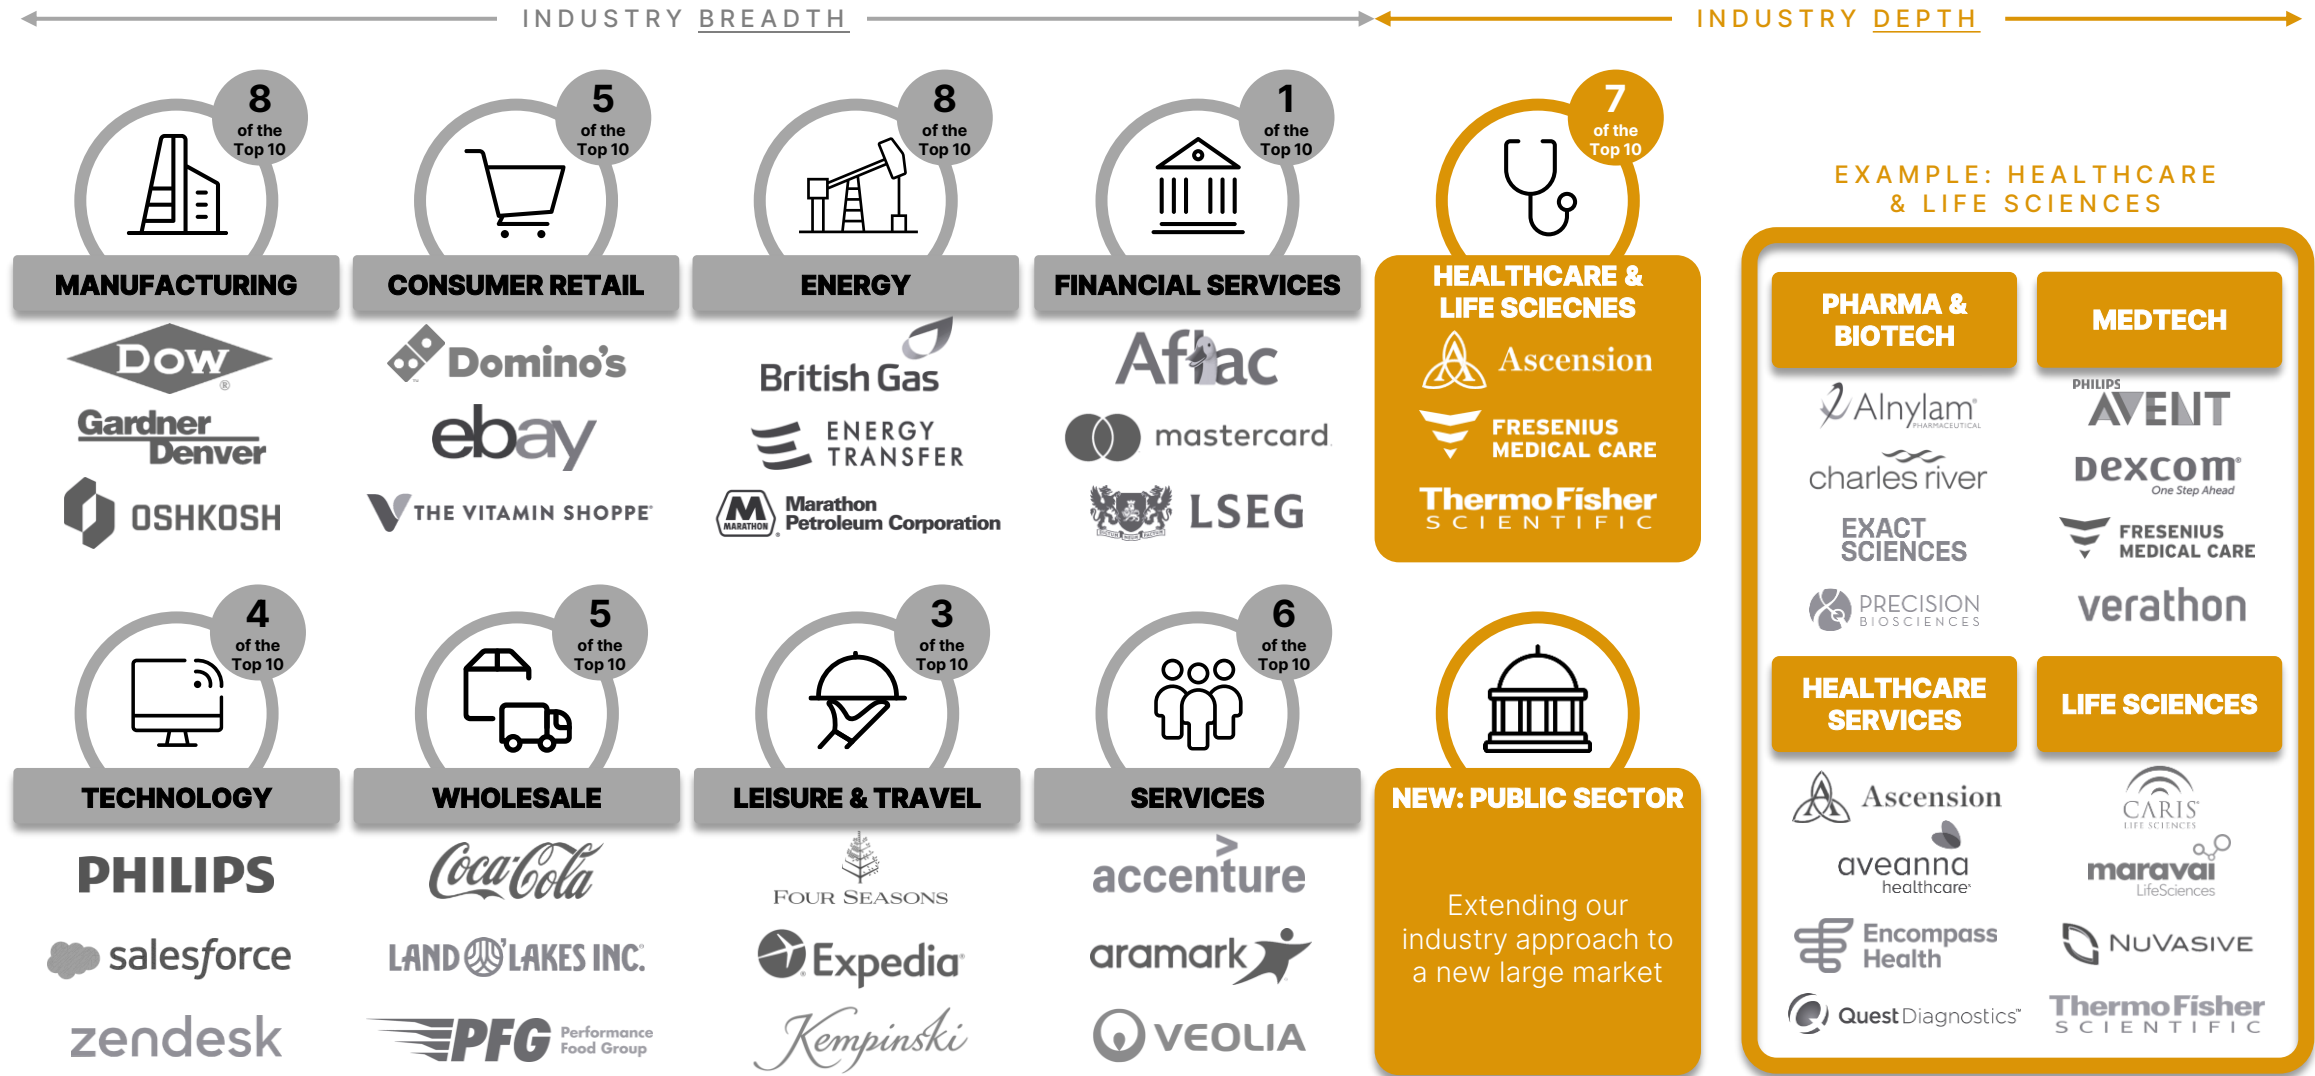 INDUSTRY BREADTH
INDUSTRY DEPTH
8
of the
Top 10
MANUFACTURING
DOW
®
Gardner
Denver
OSHKOSH
5
of the
Top 10
CONSUMER RETAIL
Domino's
ebay
THE VITAMIN SHOPPE
8
of the
Top 10
ENERGY
British Gas
ENERGY
TRANSFER
MARATHON
Marathon
Petroleum Corporation
1
of the
Top 10
FINANCIAL SERVICES
Aflac
mastercard
LSEG
7
of the
Top 10
HEALTHCARE &
LIFE SCIECNES
Ascension
FRESENIUS
MEDICAL CARE
ThermoFisher
SCIENTIFIC
4
of the
Top 10
TECHNOLOGY
PHILIPS
salesforce
zendesk
5
of the
Top 10
WHOLESALE
Coca-Cola
LAND O'LAKES INC.
PFG
Performance
Food Group
3
of the
Top 10
LEISURE & TRAVEL
FOUR SEASONS
Expedia
Kempinski
6
of the
Top 10
SERVICES
accenture
aramark
VEOLIA
NEW: PUBLIC SECTOR
Extending our
industry approach to
a new large market
EXAMPLE: HEALTHCARE
& LIFE SCIENCES
PHARMA &
BIOTECH
Alnylam
PHARMACEUTICAL
charles river
EXACT
SCIENCES
PRECISION
BIOSCIENCES
MEDTECH
PHILIPS
AVENT
Dexcom
One Step Ahead
FRESENIUS
MEDICAL CARE
verathon
HEALTHCARE
SERVICES
Ascension
aveanna
healthcare
Encompass
Health
Quest Diagnostics™
LIFE SCIENCES
CARIS
LIFE SCIENCES
maravai
LifeSciences
NUVASIVE
ThermoFisher
SCIENTIFIC